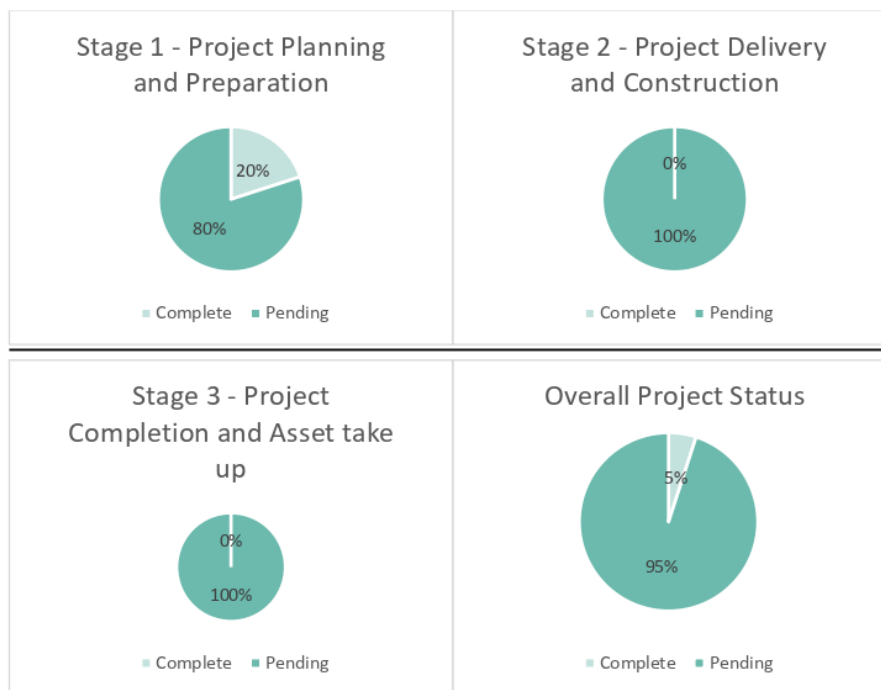 Stage 1 - Project Planning
and Preparation
20%
80%
Complete Pending
Stage 2 - Project Delivery
and Construction
0%
100%
Complete Pending
Stage 3 - Project
Completion and Asset take
up
0%
100%
Complete Pending
Overall Project Status
5%
95%
Complete Pending